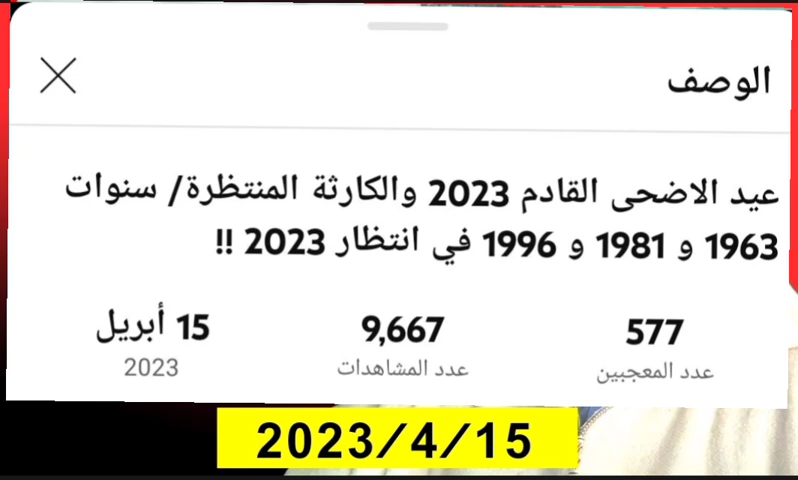 الوصف
عيد الاضحى القادم 2023 والكارثة المنتظرة/ سنوات
1963 و 1981 و 1996 في انتظار 2023 !!
577
عدد المعجبين
9,667
عدد المشاهدات
15 أبريل
2023
2023/4/15